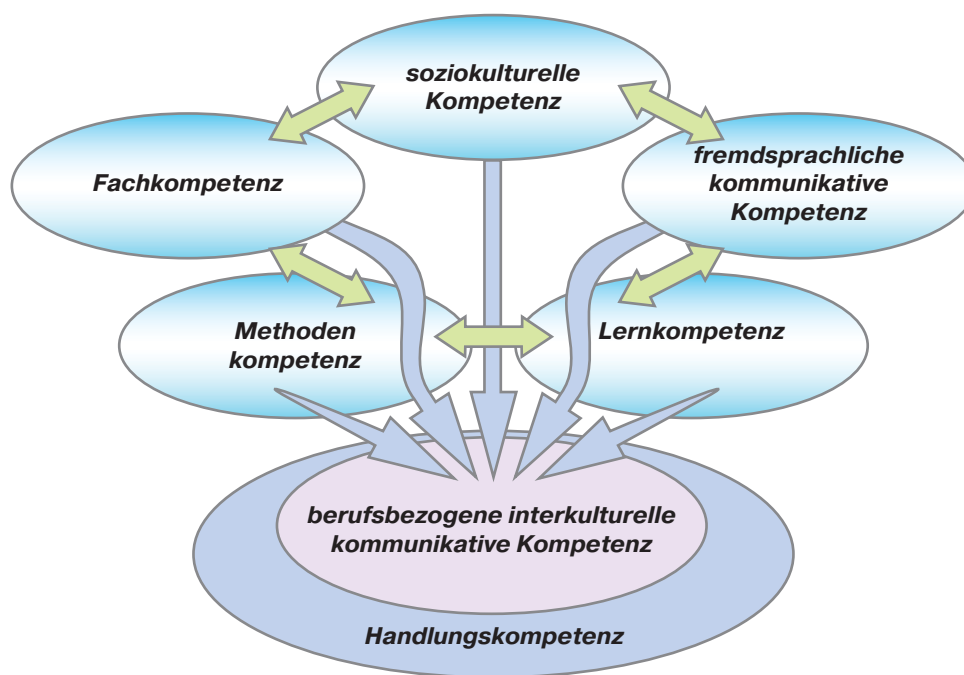 soziokulturelle
Kompetenz
Fachkompetenz
fremdsprachliche
kommunikative
Kompetenz
Methoden
kompetenz
Lernkompetenz
berufsbezogene interkulturelle
kommunikative Kompetenz
Handlungskompetenz